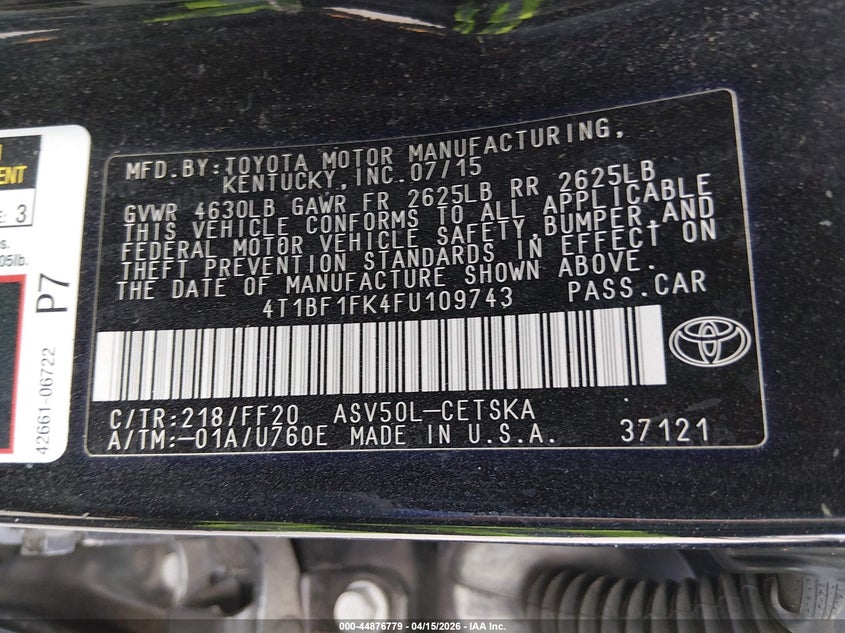 MFD.BY:TOYOTA MOTOR MANUFACTURING,
KENTUCKY,INC.07/15
GVWR 4630LB GAWR FR 2625LB RR 2625LB
THIS VEHICLE CONFORMS TO ALL APPLICABLE
FEDERAL MOTOR VEHICLE SAFETY,BUMPER,AND
THEFT PREVENTION STANDARDS IN EFFECT ON
THE DATE OF MANUFACTURE SHOWN ABOVE.
4T1BF1FK4FU109743 PASS.CAR
C/TR:218/FF20 ASV50L-CETSKA
A/TM:-01A/U760E MADE IN U.S.A. 37121
ENT
E: 3
s.
05lb.
P7
42661-06722
000-44876779 - 04/15/2026 - IAA Inc.